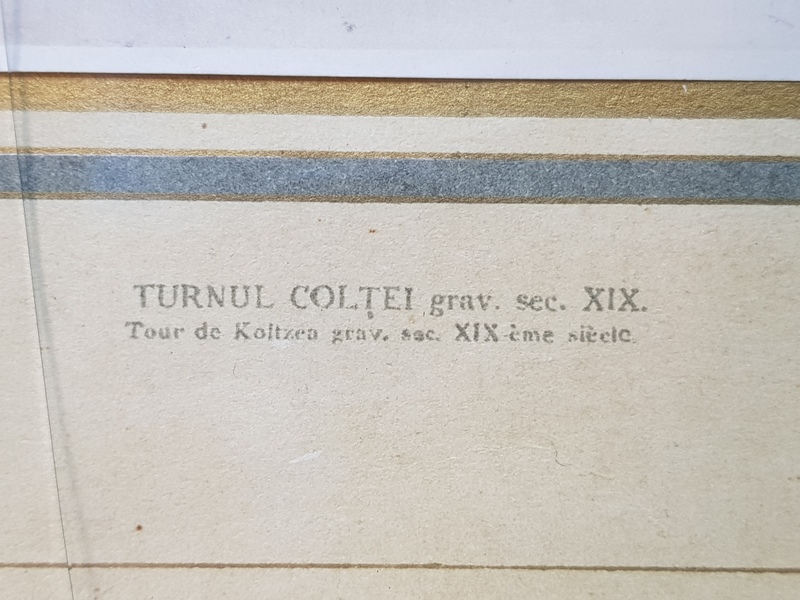 TURNUL COLȚEI grav. sec. XIX.
Tour de Koltzea grav. sec. XIX-ème siècle.